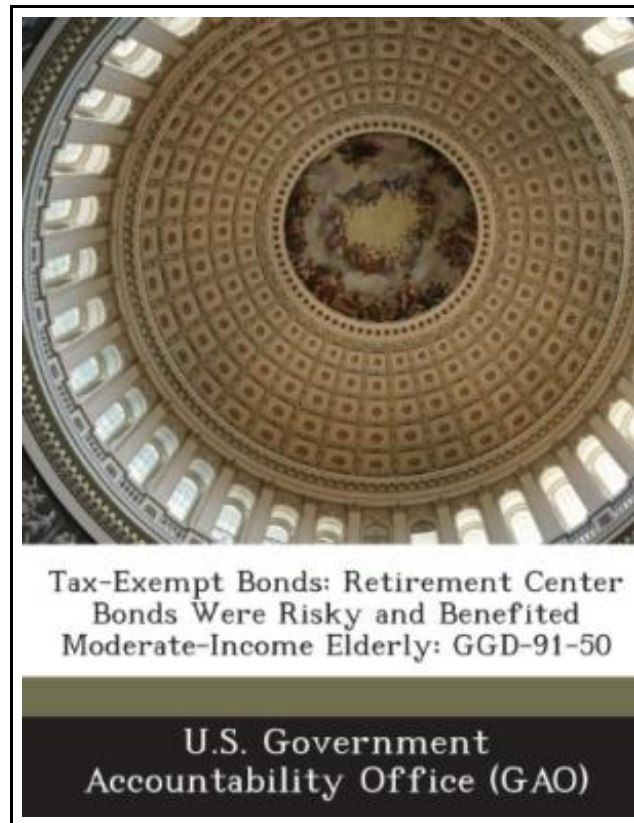 Tax-Exempt Bonds: Retirement Center
Bonds Were Risky and Benefited
Moderate-Income Elderly: GGD-91-50
U.S. Government
Accountability Office (GAO)